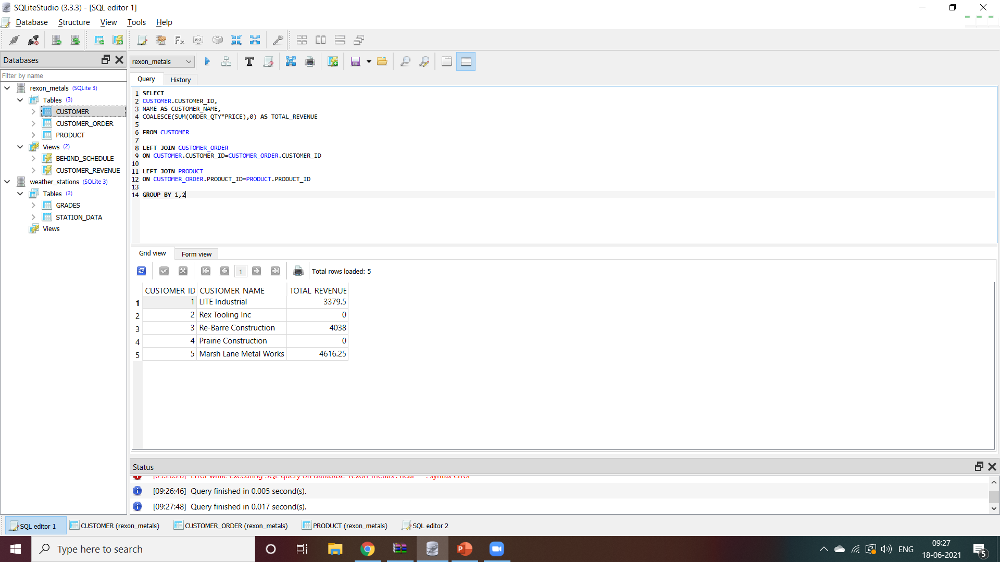 SQLiteStudio (3.3.3) - [SQL editor 1]
Database Structure View Tools Help
Databases
Filter by name
rexon_metals (SQLite 3)
Tables (3)
CUSTOMER
CUSTOMER_ORDER
PRODUCT
Views (2)
BEHIND_SCHEDULE
CUSTOMER_REVENUE
weather_stations (SQLite 3)
Tables (2)
GRADES
STATION_DATA
Views
rexon_metals
Query History
1 SELECT
2 CUSTOMER.CUSTOMER_ID,
3 NAME AS CUSTOMER_NAME,
4 COALESCE(SUM(ORDER_QTY*PRICE),0) AS TOTAL_REVENUE
5
6 FROM CUSTOMER
7
8 LEFT JOIN CUSTOMER_ORDER
9 ON CUSTOMER.CUSTOMER_ID=CUSTOMER_ORDER.CUSTOMER_ID
10
11 LEFT JOIN PRODUCT
12 ON CUSTOMER_ORDER.PRODUCT_ID=PRODUCT.PRODUCT_ID
13
14 GROUP BY 1,2
Grid view Form view
1 Total rows loaded: 5
CUSTOMER_ID CUSTOMER_NAME TOTAL_REVENUE
1 1 LITE Industrial 3379.5
2 2 Rex Tooling Inc 0
3 3 Re-Barre Construction 4038
4 4 Prairie Construction 0
5 5 Marsh Lane Metal Works 4616.25
Status
[09:26:28] Error while executing SQL query on database 'rexon_metals': near " ": syntax error
[09:26:46] Query finished in 0.005 second(s).
[09:27:48] Query finished in 0.017 second(s).
SQL editor 1 CUSTOMER (rexon_metals) CUSTOMER_ORDER (rexon_metals) PRODUCT (rexon_metals) SQL editor 2
Type here to search
ENG
09:27
18-06-2021
5